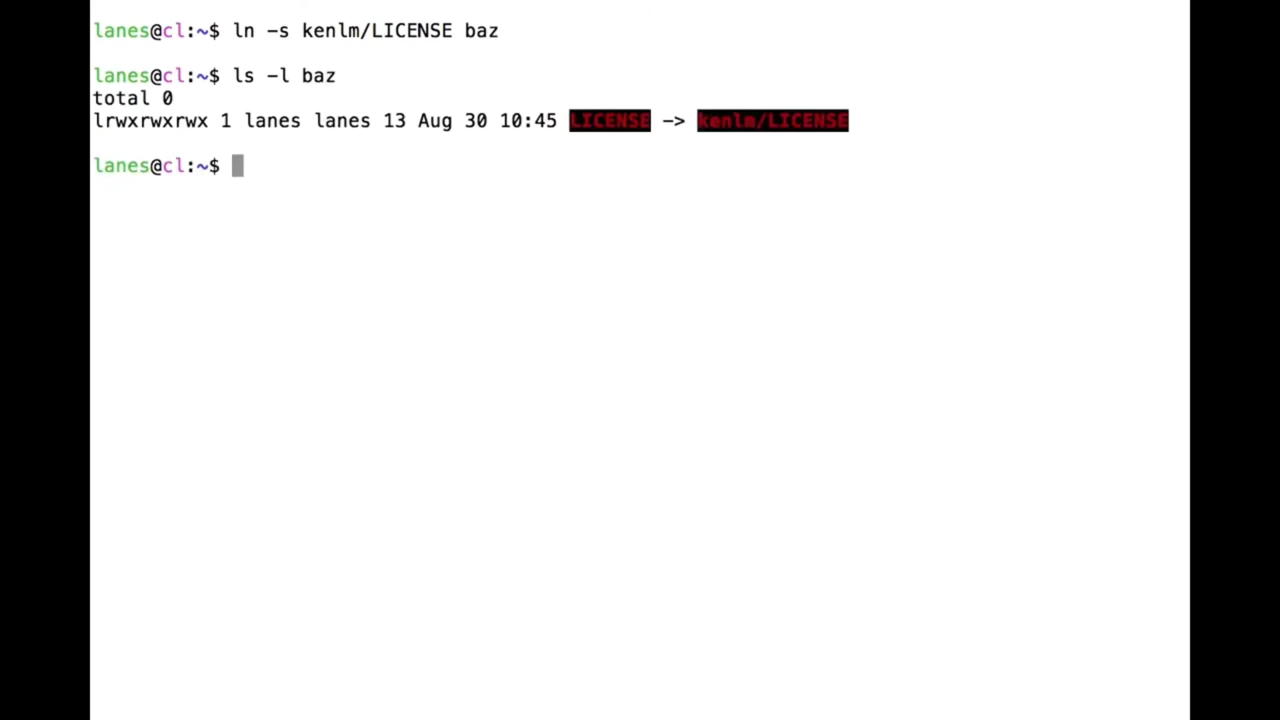 lanes@cl:~$ ln -s kenlm/LICENSE baz
lanes@cl:~$ ls -l baz
total 0
lrwxrwxrwx 1 lanes lanes 13 Aug 30 10:45 LICENSE -> kenlm/LICENSE
lanes@cl:~$